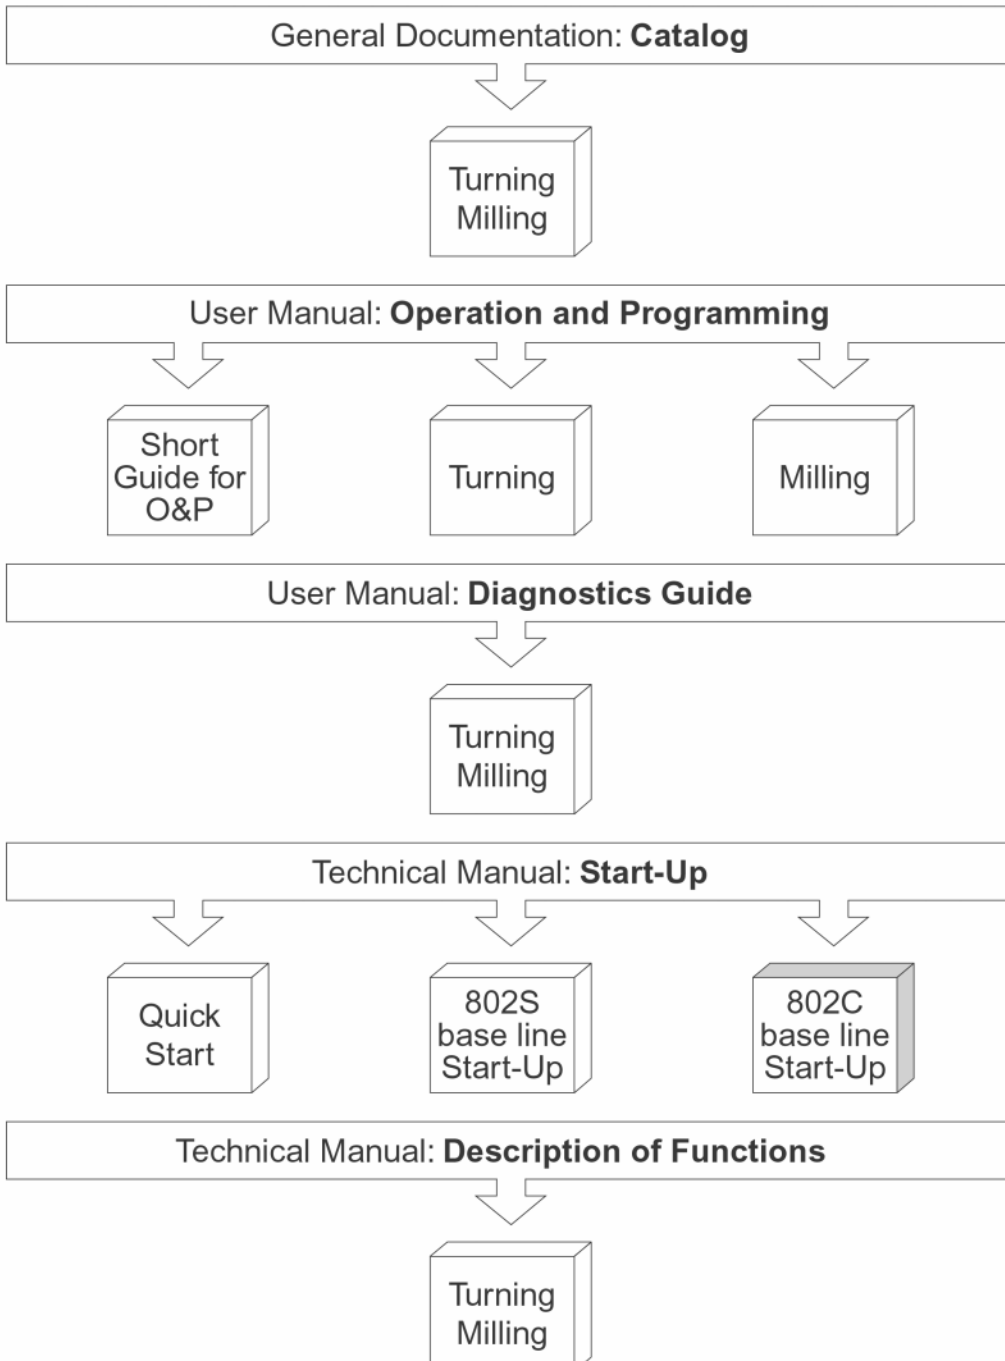 General Documentation: Catalog
Turning
Milling
User Manual: Operation and Programming
Short
Guide for
O&P
Turning
Milling
User Manual: Diagnostics Guide
Turning
Milling
Technical Manual: Start-Up
Quick
Start
802S
base line
Start-Up
802C
base line
Start-Up
Technical Manual: Description of Functions
Turning
Milling